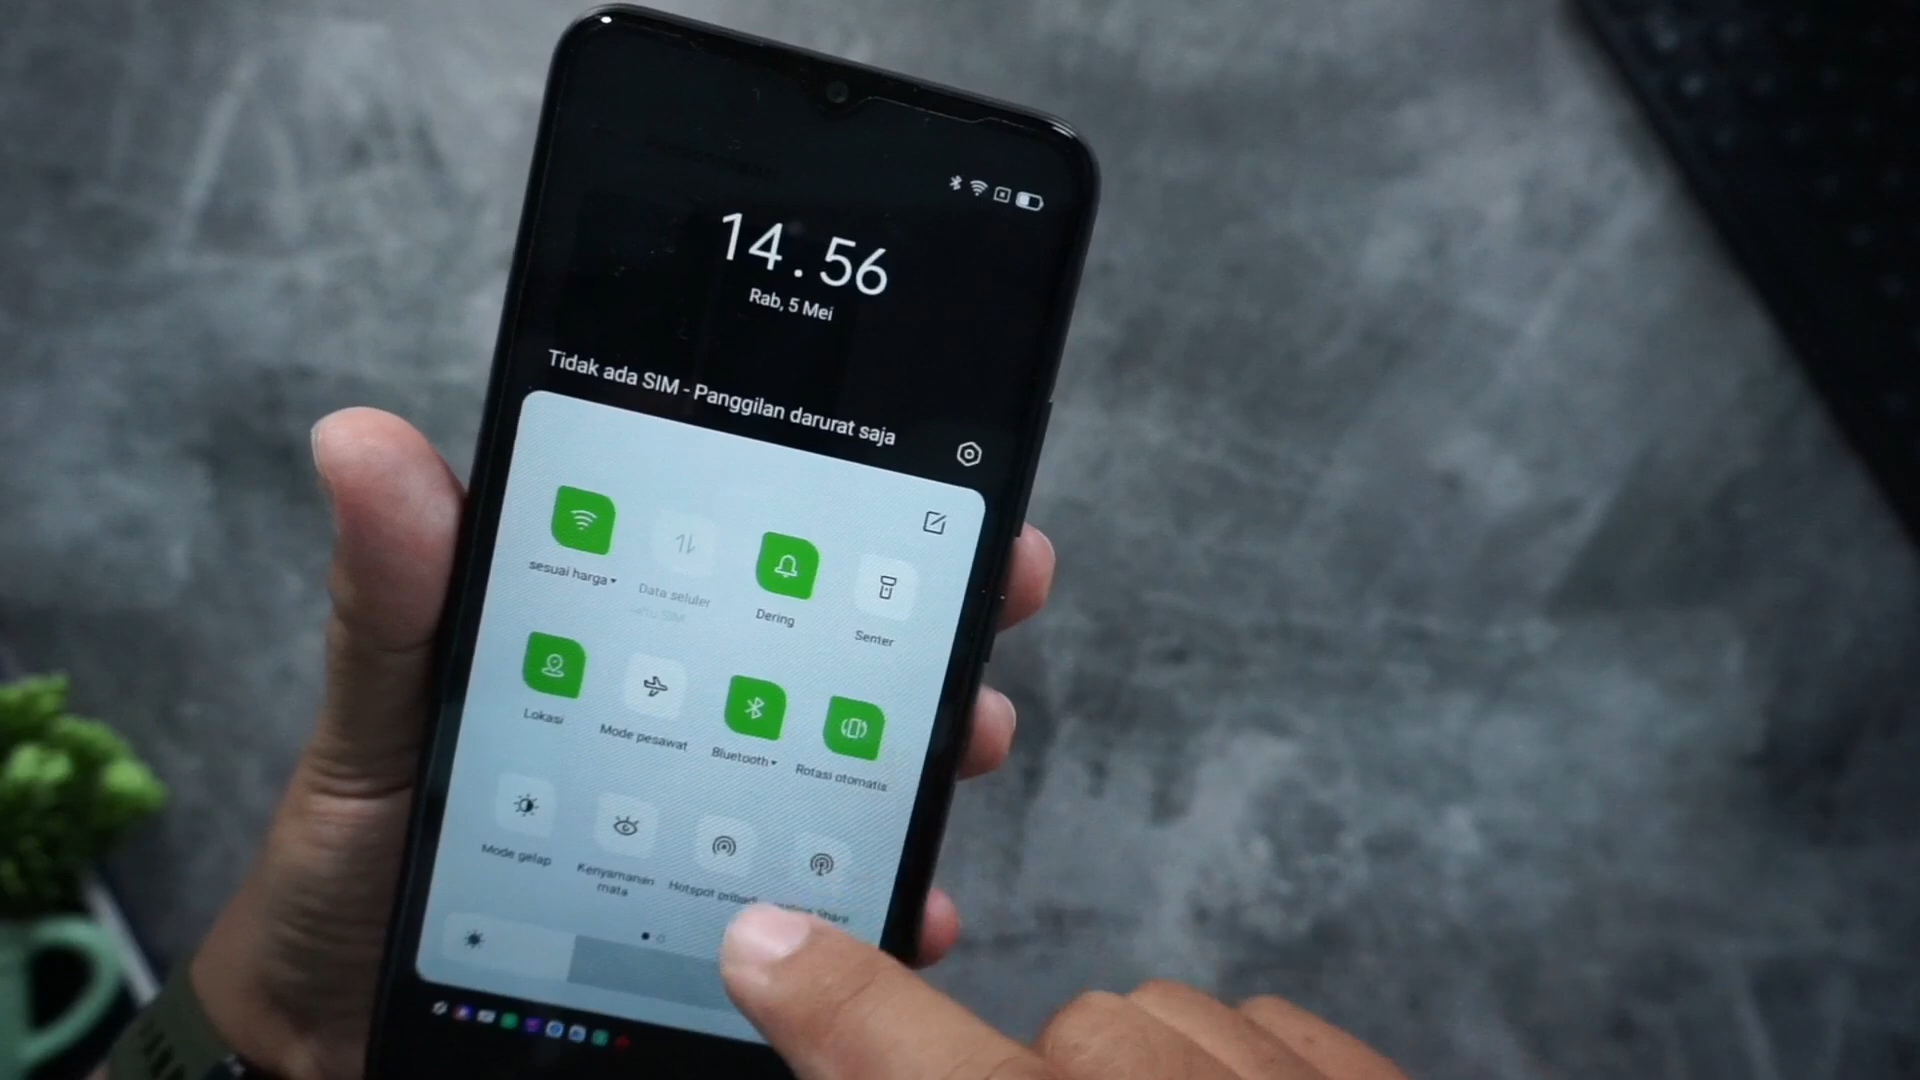 14.56
Rab, 5 Mei
Tidak ada SIM - Panggilan darurat saja
sesuai harga
Data seluler
SIM
Dering
Senter
Lokasi
Mode pesawat
Bluetooth
Rotasi otomatis
Mode gelap
Kenyamanan
mata
Hotspot pribadi
Share